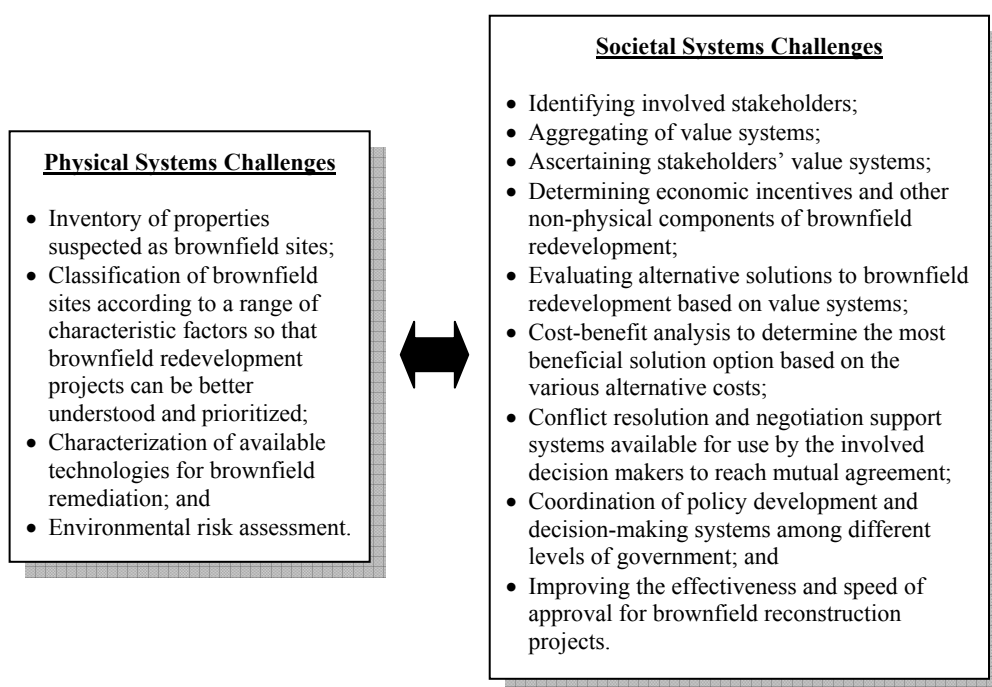 Physical Systems Challenges
• Inventory of properties
suspected as brownfield sites;
• Classification of brownfield
sites according to a range of
characteristic factors so that
brownfield redevelopment
projects can be better
understood and prioritized;
• Characterization of available
technologies for brownfield
remediation; and
• Environmental risk assessment.
Societal Systems Challenges
• Identifying involved stakeholders;
• Aggregating of value systems;
• Ascertaining stakeholders’ value systems;
• Determining economic incentives and other
non-physical components of brownfield
redevelopment;
• Evaluating alternative solutions to brownfield
redevelopment based on value systems;
• Cost-benefit analysis to determine the most
beneficial solution option based on the
various alternative costs;
• Conflict resolution and negotiation support
systems available for use by the involved
decision makers to reach mutual agreement;
• Coordination of policy development and
decision-making systems among different
levels of government; and
• Improving the effectiveness and speed of
approval for brownfield reconstruction
projects.